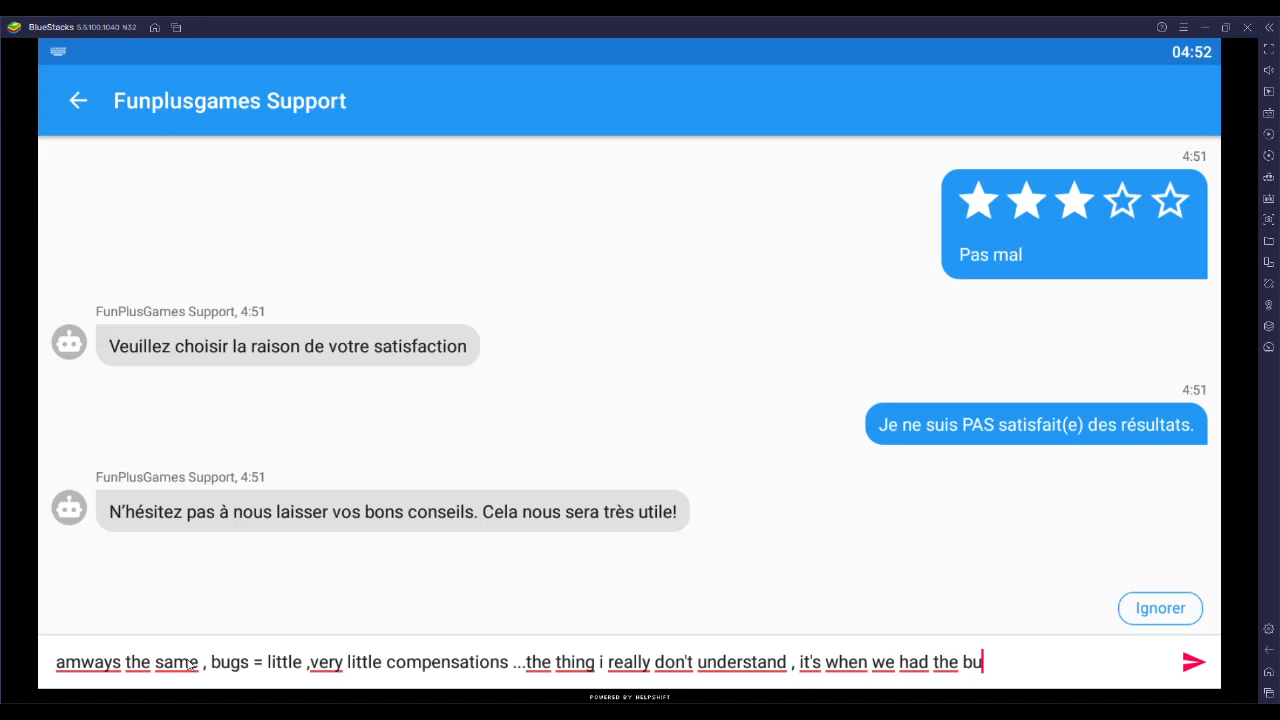 BlueStacks 5.5.100.1040 N32
04:52
Funplusgames Support
4:51
Pas mal
FunPlusGames Support, 4:51
Veuillez choisir la raison de votre satisfaction
4:51
Je ne suis PAS satisfait(e) des résultats.
FunPlusGames Support, 4:51
N’hésitez pas à nous laisser vos bons conseils. Cela nous sera très utile!
Ignorer
amways the same , bugs = little ,very little compensations ...the thing i really don't understand , it's when we had the bu
POWERED BY HELPSHIFT